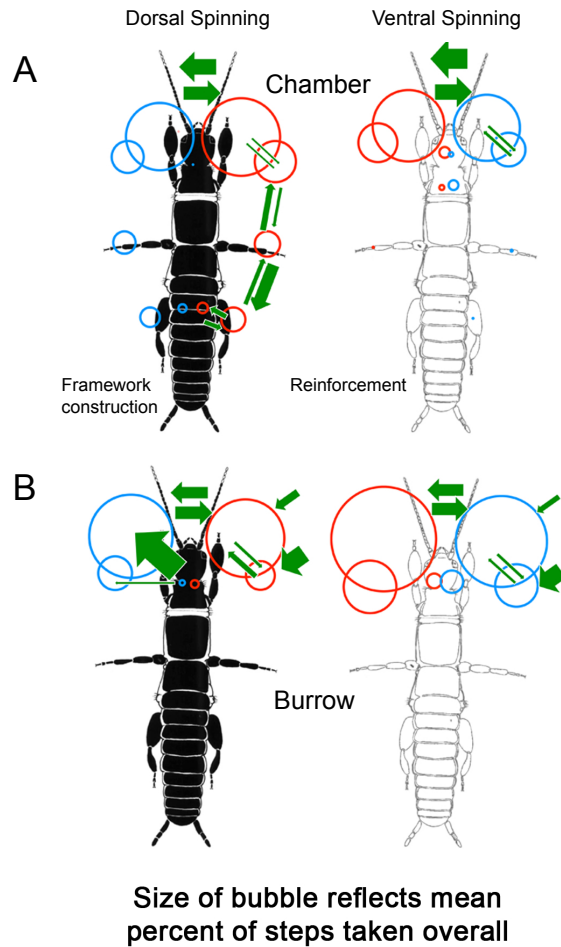 Dorsal Spinning
Ventral Spinning
A
Chamber
Framework
construction
Reinforcement
B
Burrow
Size of bubble reflects mean
percent of steps taken overall